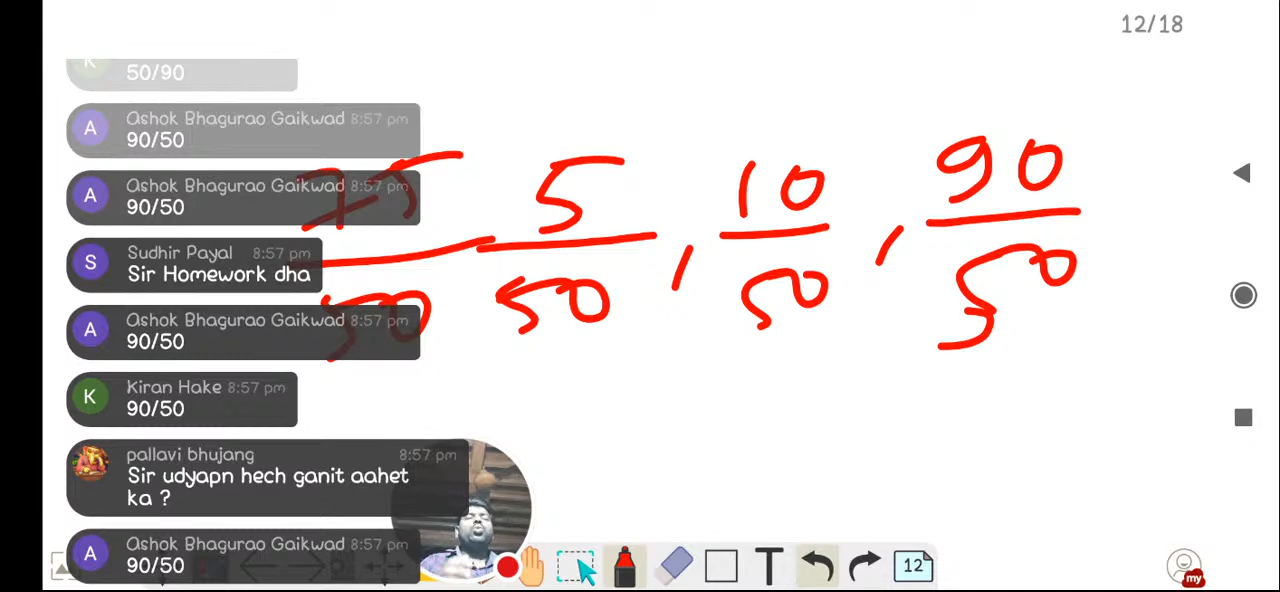 12/18
K
50/90
A
Ashok Bhagurao Gaikwad 8:57 pm
90/50
A
Ashok Bhagurao Gaikwad 8:57 pm
90/50
S
Sudhir Payal 8:57 pm
Sir Homework dha
A
Ashok Bhagurao Gaikwad 8:57 pm
90/50
K
Kiran Hake 8:57 pm
90/50
pallavi bhujang 8:57 pm
Sir udyapn hech ganit aahet
ka ?
A
Ashok Bhagurao Gaikwad 8:57 pm
90/50
75 5 10 90
50 50 , 50 , 50
T
12
my